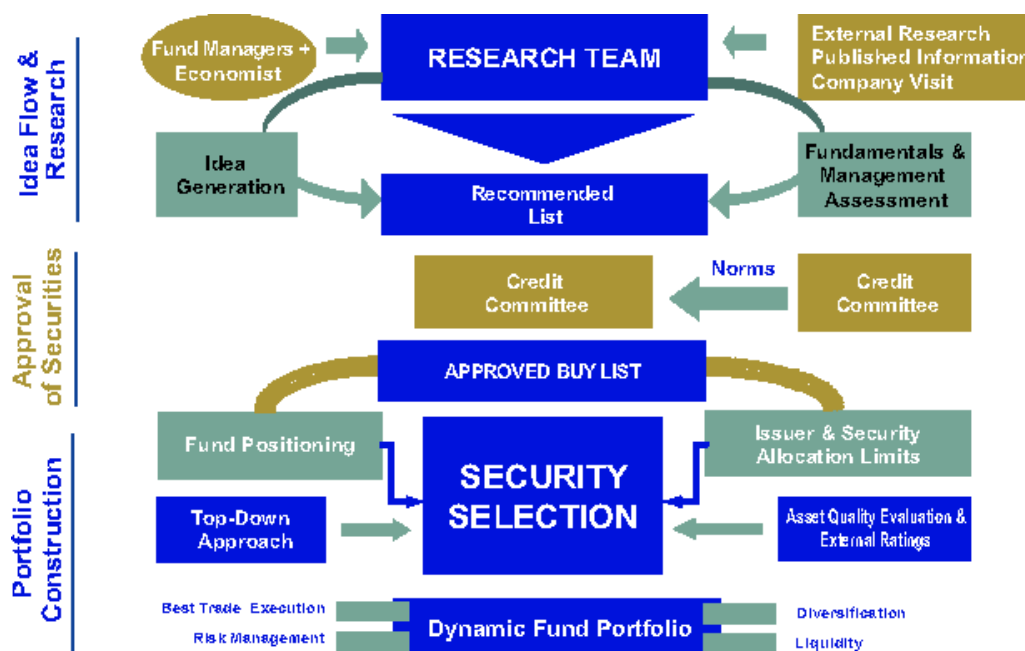 Idea Flow &
Research
Fund Managers +
Economist
RESEARCH TEAM
External Research
Published Information
Company Visit
Idea
Generation
Recommended
List
Fundamentals &
Management
Assessment
Approval
of Securities
Credit
Committee
Norms
Credit
Committee
APPROVED BUY LIST
Portfolio
Construction
Fund Positioning
SECURITY
SELECTION
Issuer & Security
Allocation Limits
Top-Down
Approach
Asset Quality Evaluation &
External Ratings
Best Trade Execution
Risk Management
Dynamic Fund Portfolio
Diversification
Liquidity